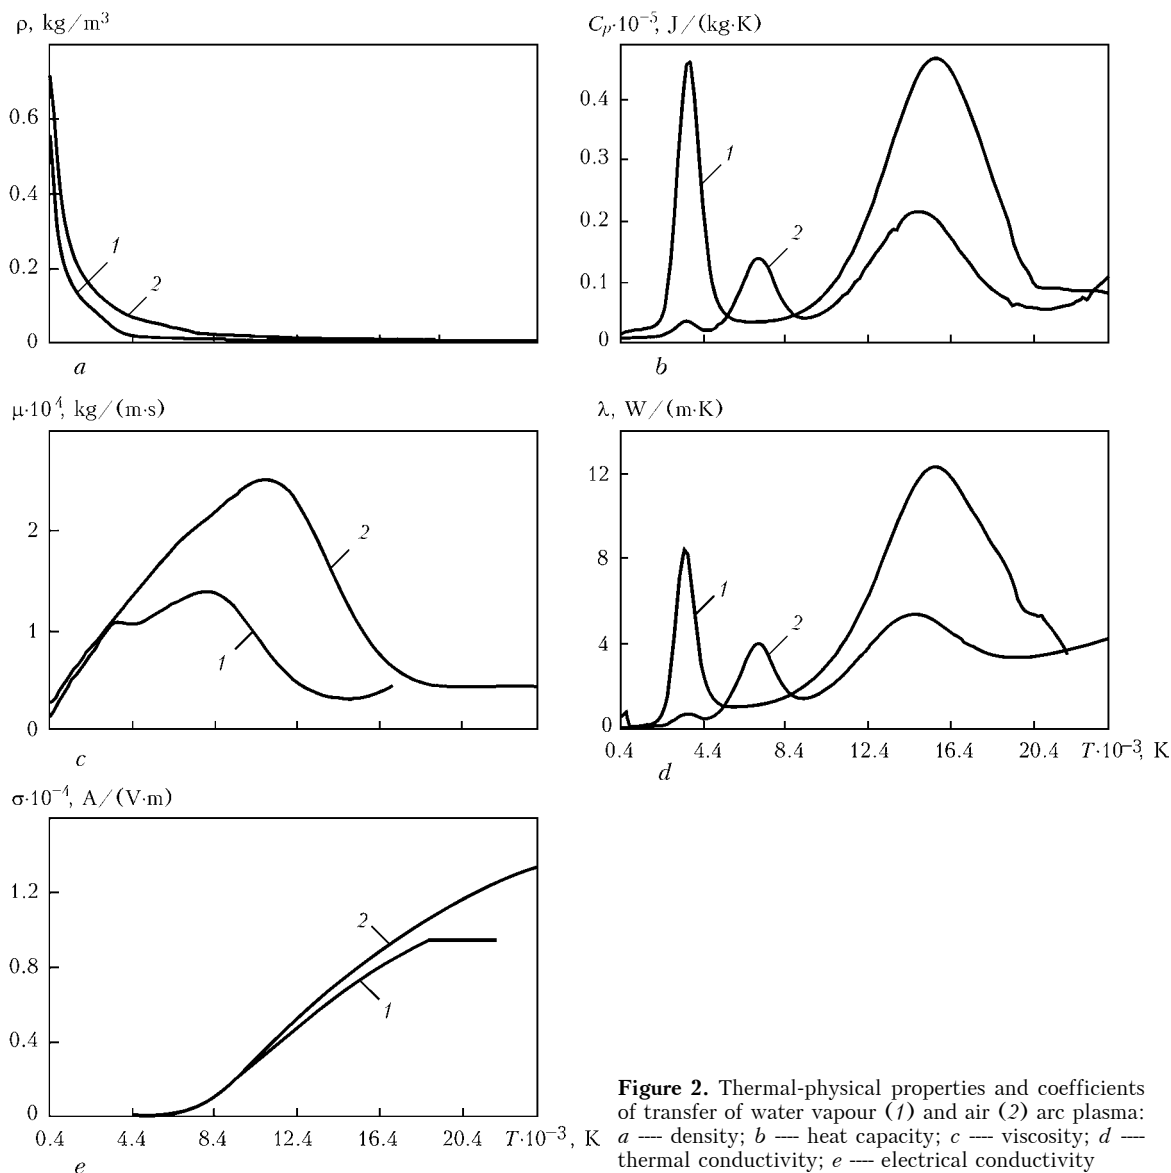 ρ, kg/m³
0.6
0.4
0.2
0
1
2
a
C_p·10⁻⁵, J/(kg·K)
0.4
0.3
0.2
0.1
0
1
2
b
μ·10⁴, kg/(m·s)
2
1
0
2
1
c
λ, W/(m·K)
12
8
4
0
1
2
0.4 4.4 8.4 12.4 16.4 20.4 T·10⁻³, K
d
σ·10⁻⁴, A/(V·m)
1.2
0.8
0.4
0
2
1
0.4 4.4 8.4 12.4 16.4 20.4 T·10⁻³, K
e
Figure 2. Thermal-physical properties and coefficients
of transfer of water vapour (1) and air (2) arc plasma:
a ---- density; b ---- heat capacity; c ---- viscosity; d ----
thermal conductivity; e ---- electrical conductivity